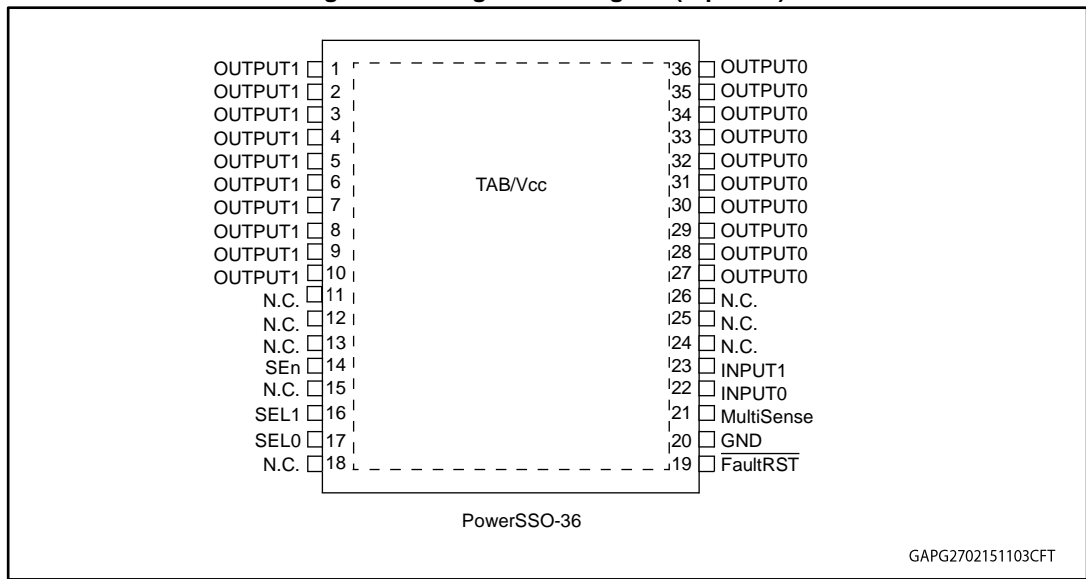 OUTPUT1 1 36 OUTPUT0
OUTPUT1 2 35 OUTPUT0
OUTPUT1 3 34 OUTPUT0
OUTPUT1 4 33 OUTPUT0
OUTPUT1 5 32 OUTPUT0
OUTPUT1 6 TAB/Vcc 31 OUTPUT0
OUTPUT1 7 30 OUTPUT0
OUTPUT1 8 29 OUTPUT0
OUTPUT1 9 28 OUTPUT0
OUTPUT1 10 27 OUTPUT0
N.C. 11 26 N.C.
N.C. 12 25 N.C.
N.C. 13 24 N.C.
SEn 14 23 INPUT1
N.C. 15 22 INPUT0
SEL1 16 21 MultiSense
SEL0 17 20 GND
N.C. 18 19 FaultRST
PowerSSO-36
GAPG2702151103CFT